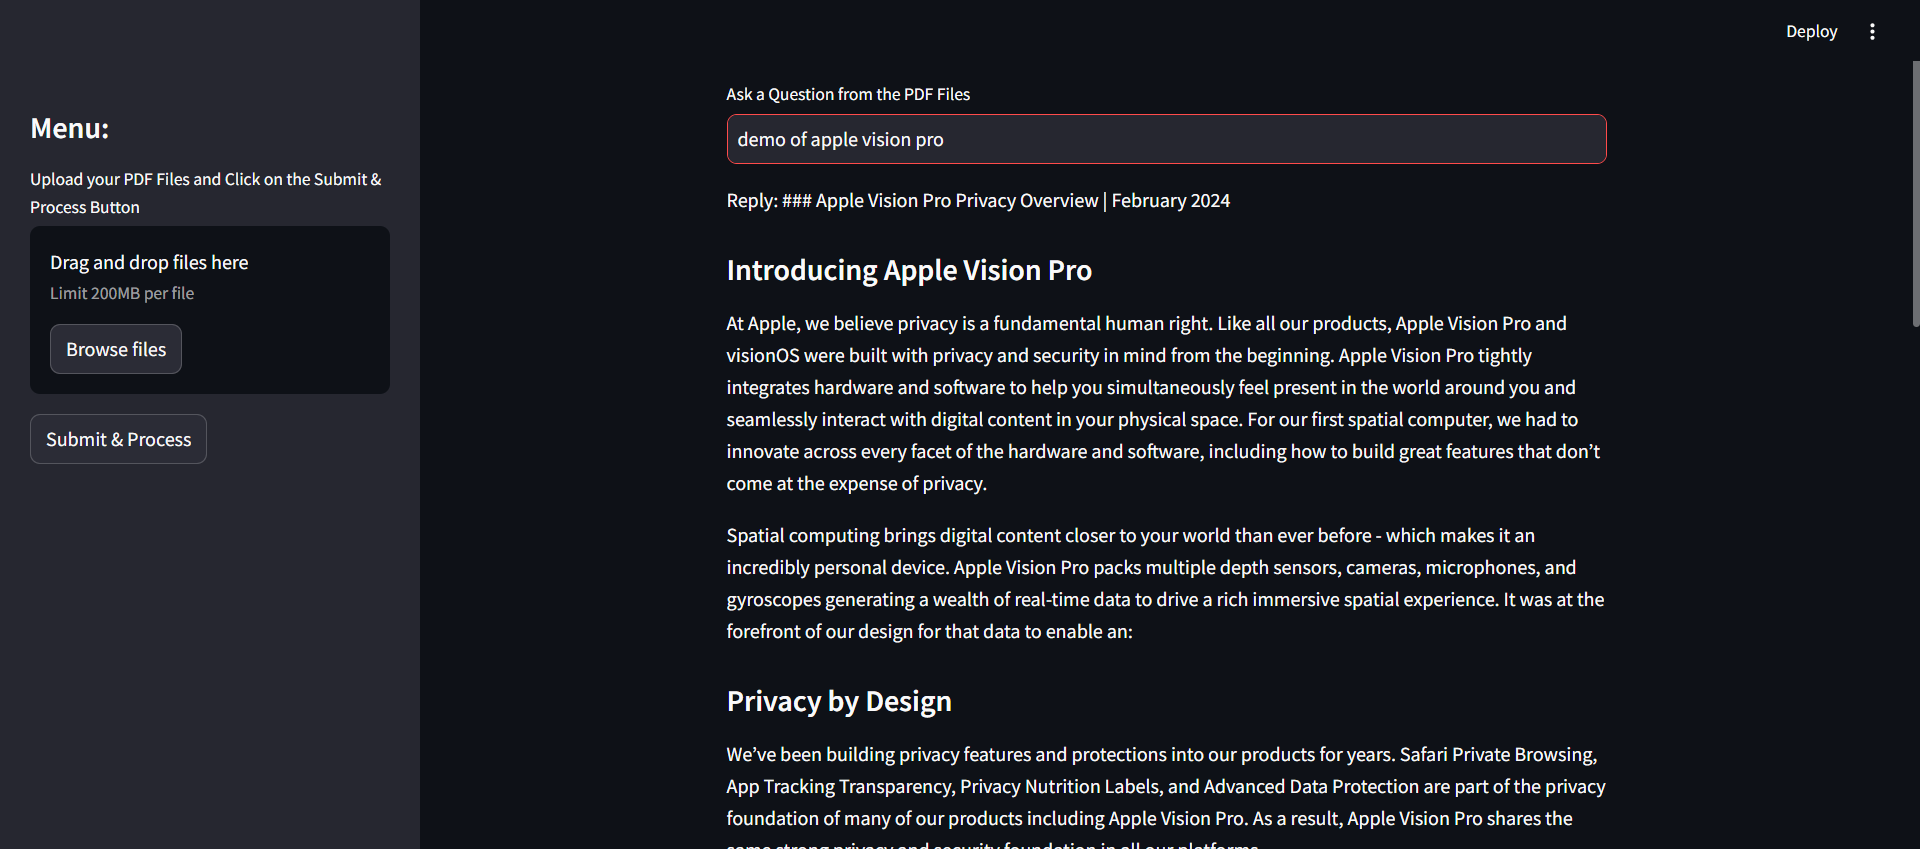 Deploy
Menu:
Upload your PDF Files and Click on the Submit &
Process Button
Drag and drop files here
Limit 200MB per file
Browse files
Submit & Process
Ask a Question from the PDF Files
demo of apple vision pro
Reply: ### Apple Vision Pro Privacy Overview | February 2024
Introducing Apple Vision Pro
At Apple, we believe privacy is a fundamental human right. Like all our products, Apple Vision Pro and
visionOS were built with privacy and security in mind from the beginning. Apple Vision Pro tightly
integrates hardware and software to help you simultaneously feel present in the world around you and
seamlessly interact with digital content in your physical space. For our first spatial computer, we had to
innovate across every facet of the hardware and software, including how to build great features that don’t
come at the expense of privacy.
Spatial computing brings digital content closer to your world than ever before - which makes it an
incredibly personal device. Apple Vision Pro packs multiple depth sensors, cameras, microphones, and
gyroscopes generating a wealth of real-time data to drive a rich immersive spatial experience. It was at the
forefront of our design for that data to enable an:
Privacy by Design
We’ve been building privacy features and protections into our products for years. Safari Private Browsing,
App Tracking Transparency, Privacy Nutrition Labels, and Advanced Data Protection are part of the privacy
foundation of many of our products including Apple Vision Pro. As a result, Apple Vision Pro shares the
same strong privacy and security foundation in all our platforms.